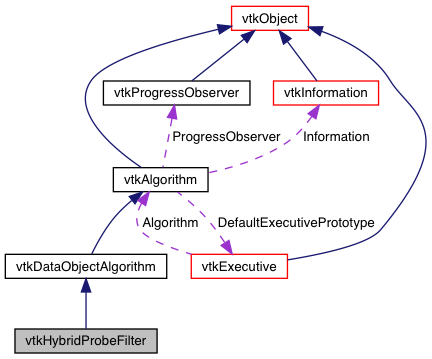 vtkObject
vtkProgressObserver
vtkInformation
ProgressObserver
Information
vtkAlgorithm
Algorithm
DefaultExecutivePrototype
vtkDataObjectAlgorithm
vtkExecutive
vtkHybridProbeFilter